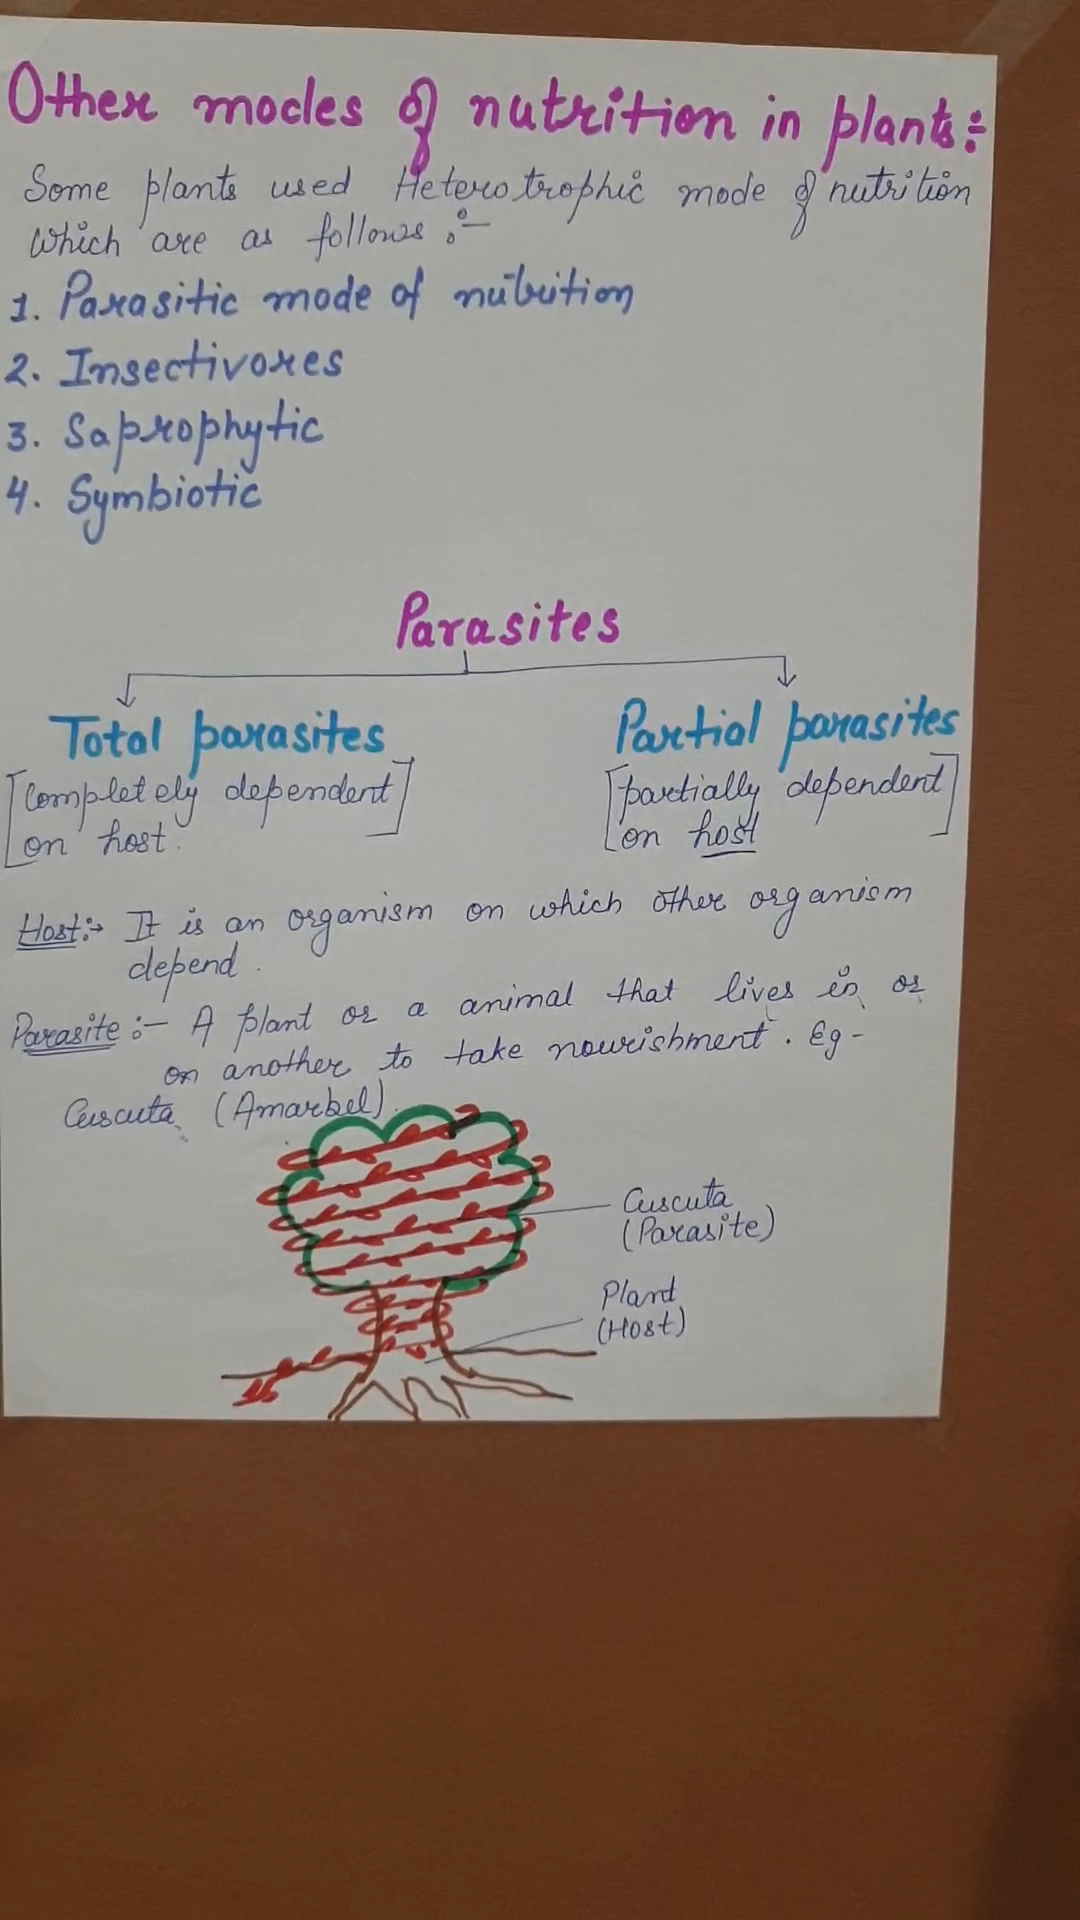 Other modes of nutrition in plants:
Some plants used Heterotrophic mode of nutrition
which are as follows :-
1. Parasitic mode of nutrition
2. Insectivores
3. Saprophytic
4. Symbiotic
Parasites
Total parasites Partial parasites
[completely dependent [partially dependent]
on host.] on host
Host:→ It is an organism on which other organism
depend.
Parasite :- A plant or a animal that lives in or
on another to take nourishment. Eg-
Cuscuta (Amarbel).
Cuscuta
(Parasite)
Plant
(Host)